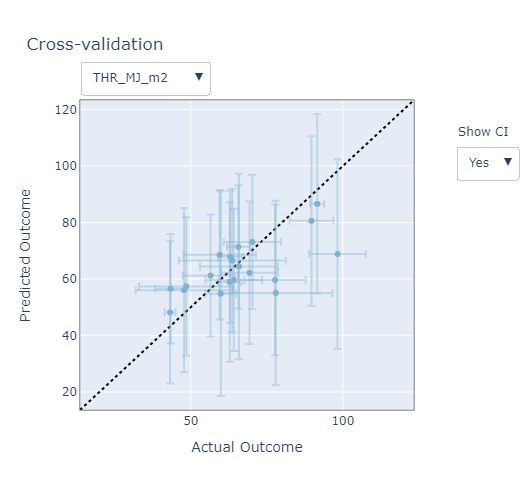 Cross-validation
THR_MJ_m2 ▼
Show CI
Yes ▼
120
100
80
60
40
20
50
100
Predicted Outcome
Actual Outcome